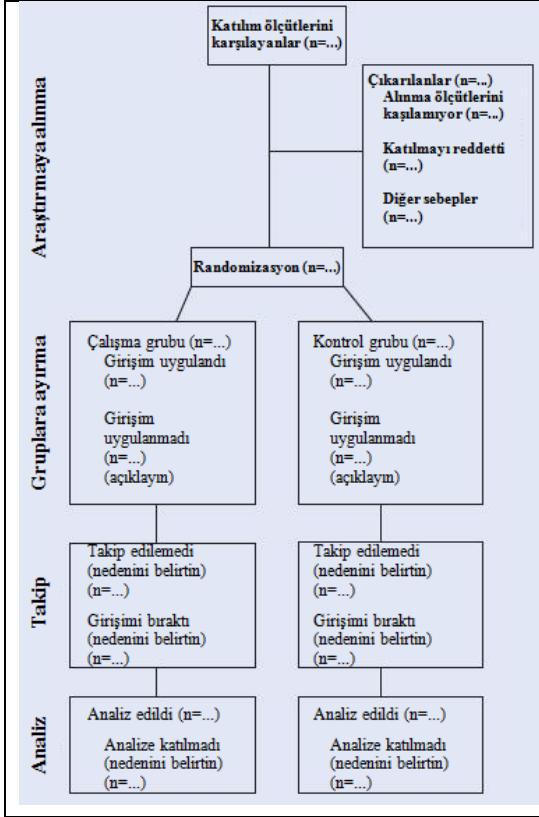 Katılım ölçütlerini
karşılayanlar (n=...)
Çıkarılanlar (n=...)
Alınma ölçütlerini
kaşılamıyor (n=...)
Katılmayı reddetti
(n=...)
Diğer sebepler
(n=...)
Araştırmaya alınma
Randomizasyon (n=...)
Gruplara ayırma
Çalışma grubu (n=...)
Girişim uygulandı
(n=...)
Girişim
uygulanmadı
(n=...)
(açıklayın)
Kontrol grubu (n=...)
Girişim uygulandı
(n=...)
Girişim
uygulanmadı
(n=...)
(açıklayın)
Takip
Takip edilemedi
(nedenini belirtin)
(n=...)
Girişimi bıraktı
(nedenini belirtin)
(n=...)
Takip edilemedi
(nedenini belirtin)
(n=...)
Girişimi bıraktı
(nedenini belirtin)
(n=...)
Analiz
Analiz edildi (n=...)
Analize katılmadı
(nedenini belirtin)
(n=...)
Analiz edildi (n=...)
Analize katılmadı
(nedenini belirtin)
(n=...)